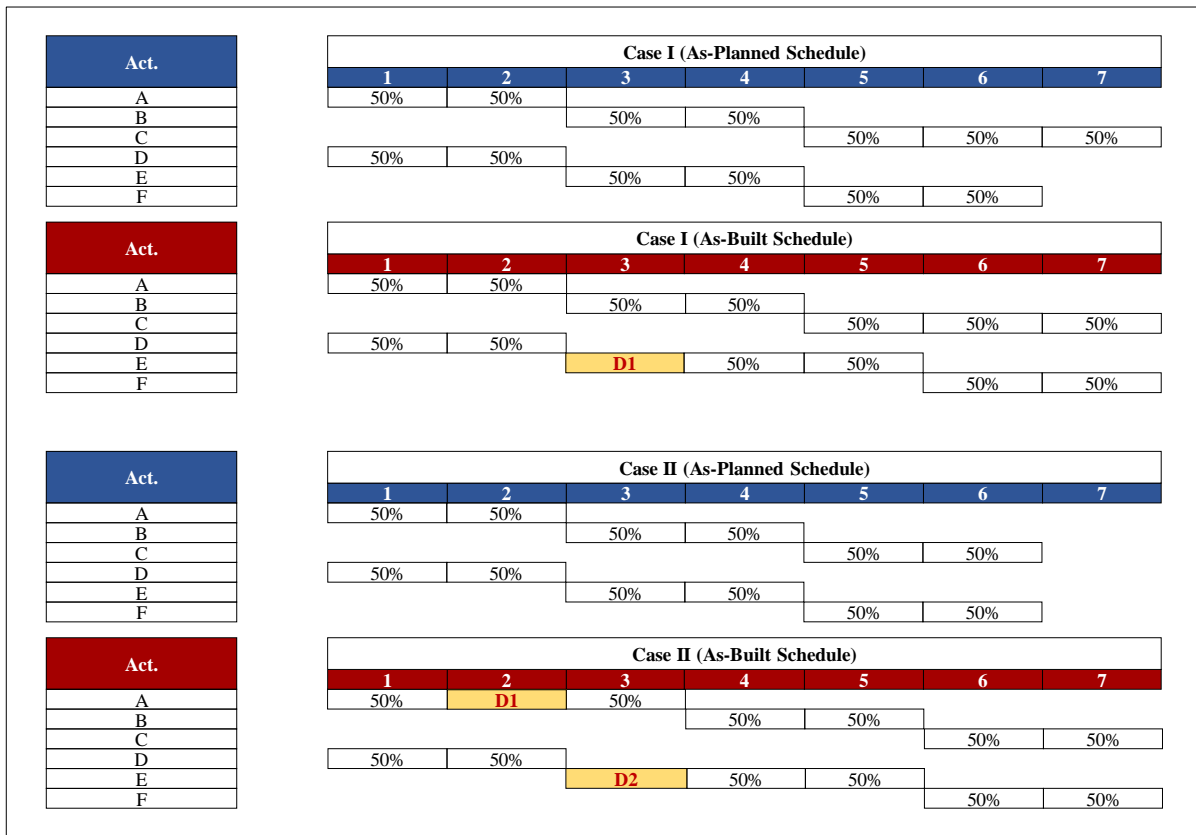 Act. Case I (As-Planned Schedule)
1 2 3 4 5 6 7
A 50% 50%
B 50% 50%
C 50% 50% 50%
D 50% 50%
E 50% 50%
F 50% 50%
Act. Case I (As-Built Schedule)
1 2 3 4 5 6 7
A 50% 50%
B 50% 50%
C 50% 50% 50%
D 50% 50%
E D1 50% 50%
F 50% 50%
Act. Case II (As-Planned Schedule)
1 2 3 4 5 6 7
A 50% 50%
B 50% 50%
C 50% 50%
D 50% 50%
E 50% 50%
F 50% 50%
Act. Case II (As-Built Schedule)
1 2 3 4 5 6 7
A 50% D1 50%
B 50% 50%
C 50% 50%
D 50% 50%
E D2 50% 50%
F 50% 50%